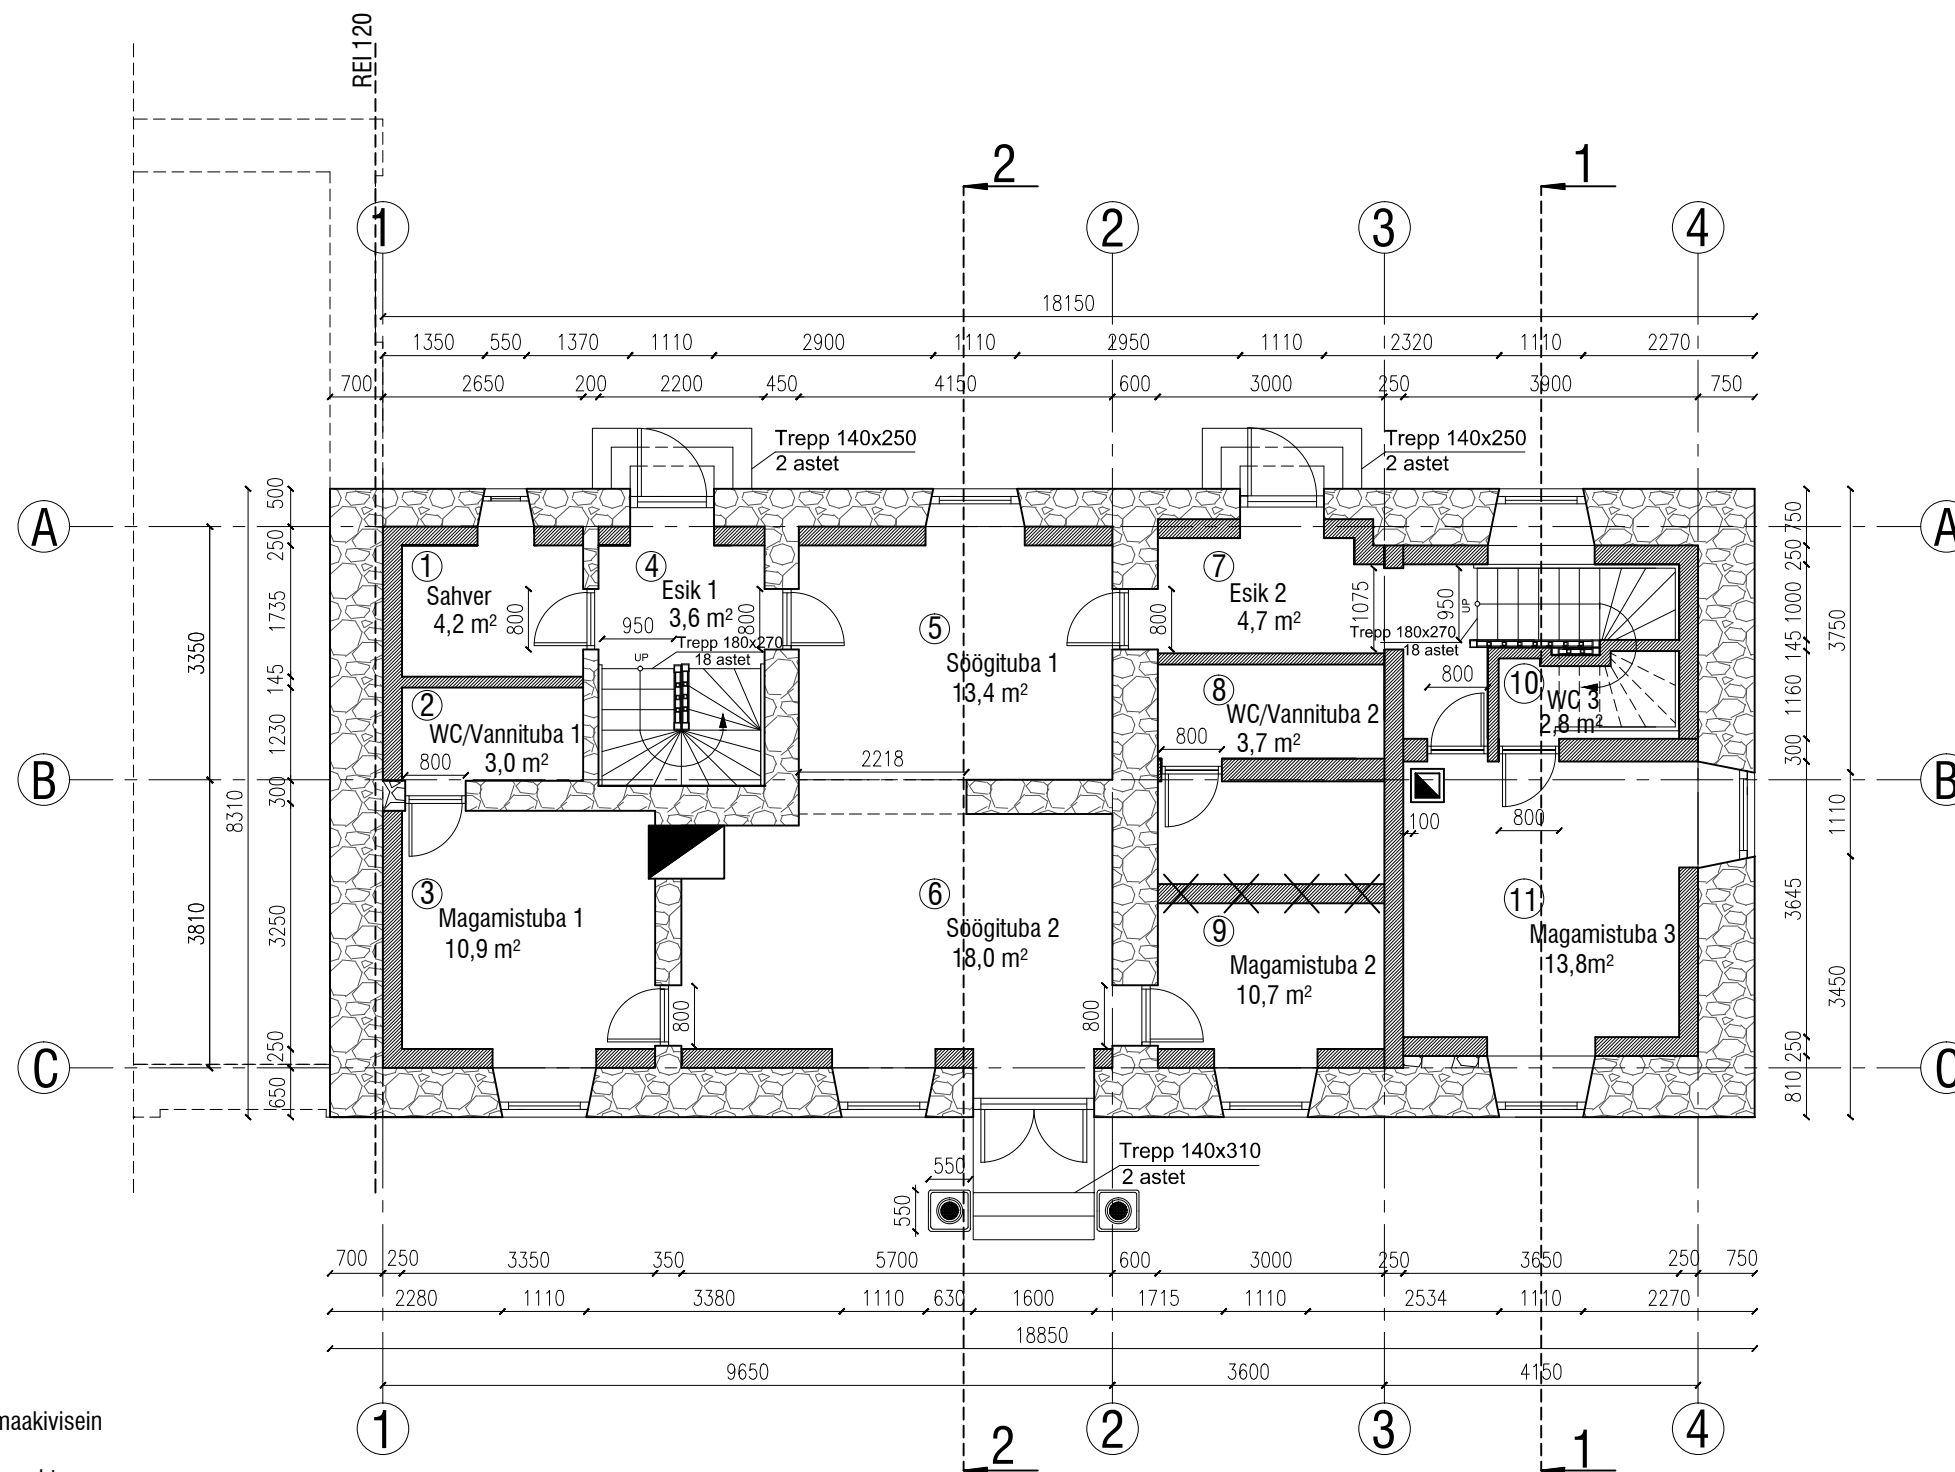 REI 120
2
1
1
2
3
4
18150
1350 550 1370 1110 2900 1110 2950 1110 2320 1110 2270
700 2650 200 2200 450 4150 600 3000 250 3900 750
Trepp 140x250
2 astet
Trepp 140x250
2 astet
A
A
B
B
C
C
500
250
1735
145
1230
300
3250
250
650
3350
3810
8310
750
250
1000
145
1160
300
3645
250
810
3750
1110
3450
1
Sahver
4,2 m²
800
4
Esik 1
3,6 m²
800
950
Trepp 180x270
18 astet
UP
5
Söögituba 1
13,4 m²
2218
7
Esik 2
4,7 m²
800
1075
950
UP
Trepp 180x270
18 astet
2
WC/Vannituba 1
3,0 m²
800
8
WC/Vannituba 2
3,7 m²
800
10
WC 3
2,8 m²
800
100
800
3
Magamistuba 1
10,9 m²
800
6
Söögituba 2
18,0 m²
800
9
Magamistuba 2
10,7 m²
11
Magamistuba 3
13,8m²
Trepp 140x310
2 astet
550
550
700 250 3350 350 5700 600 3000 250 3650 250 750
2280 1110 3380 1110 630 1600 1715 1110 2534 1110 2270
18850
9650 3600 4150
1
2
3
4
2
1
maakivisein